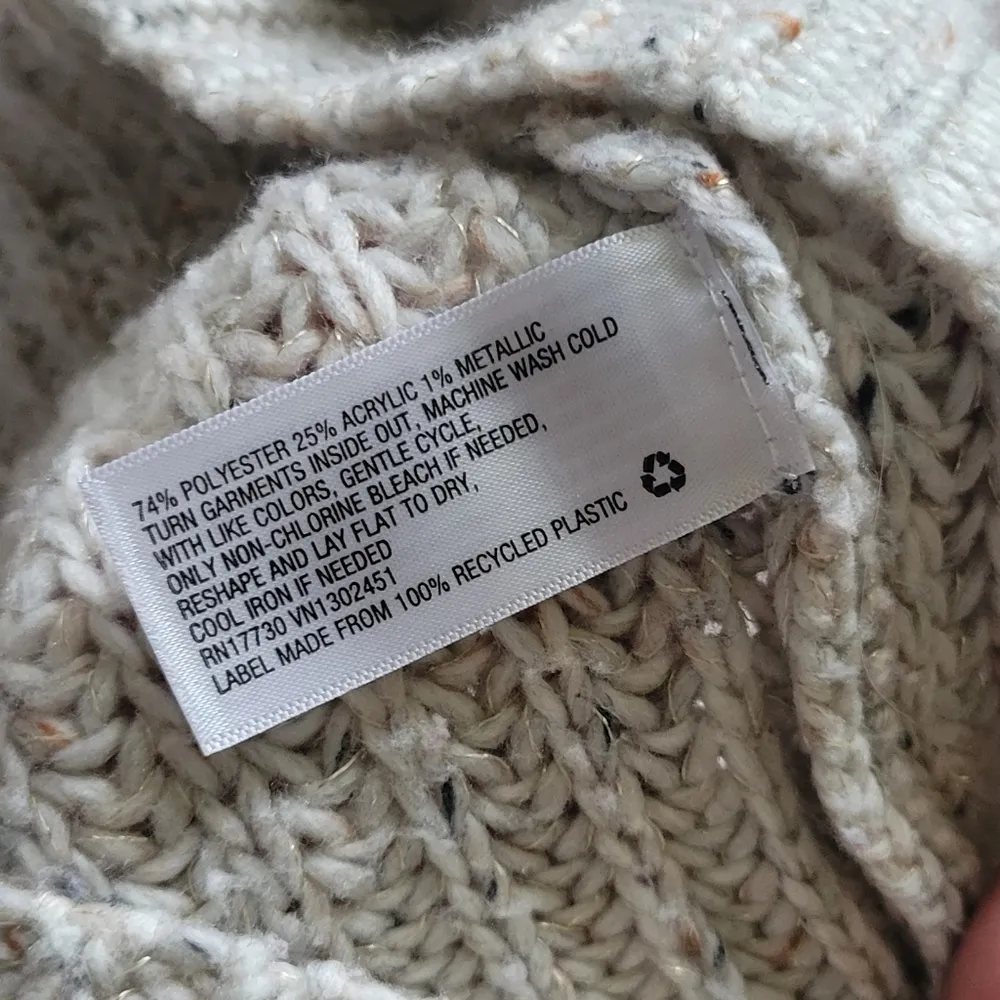 74% POLYESTER 25% ACRYLIC 1% METALLIC
TURN GARMENTS INSIDE OUT, MACHINE WASH COLD
WITH LIKE COLORS, GENTLE CYCLE,
ONLY NON-CHLORINE BLEACH IF NEEDED,
RESHAPE AND LAY FLAT TO DRY,
COOL IRON IF NEEDED
RN17730 VN1302451
LABEL MADE FROM 100% RECYCLED PLASTIC